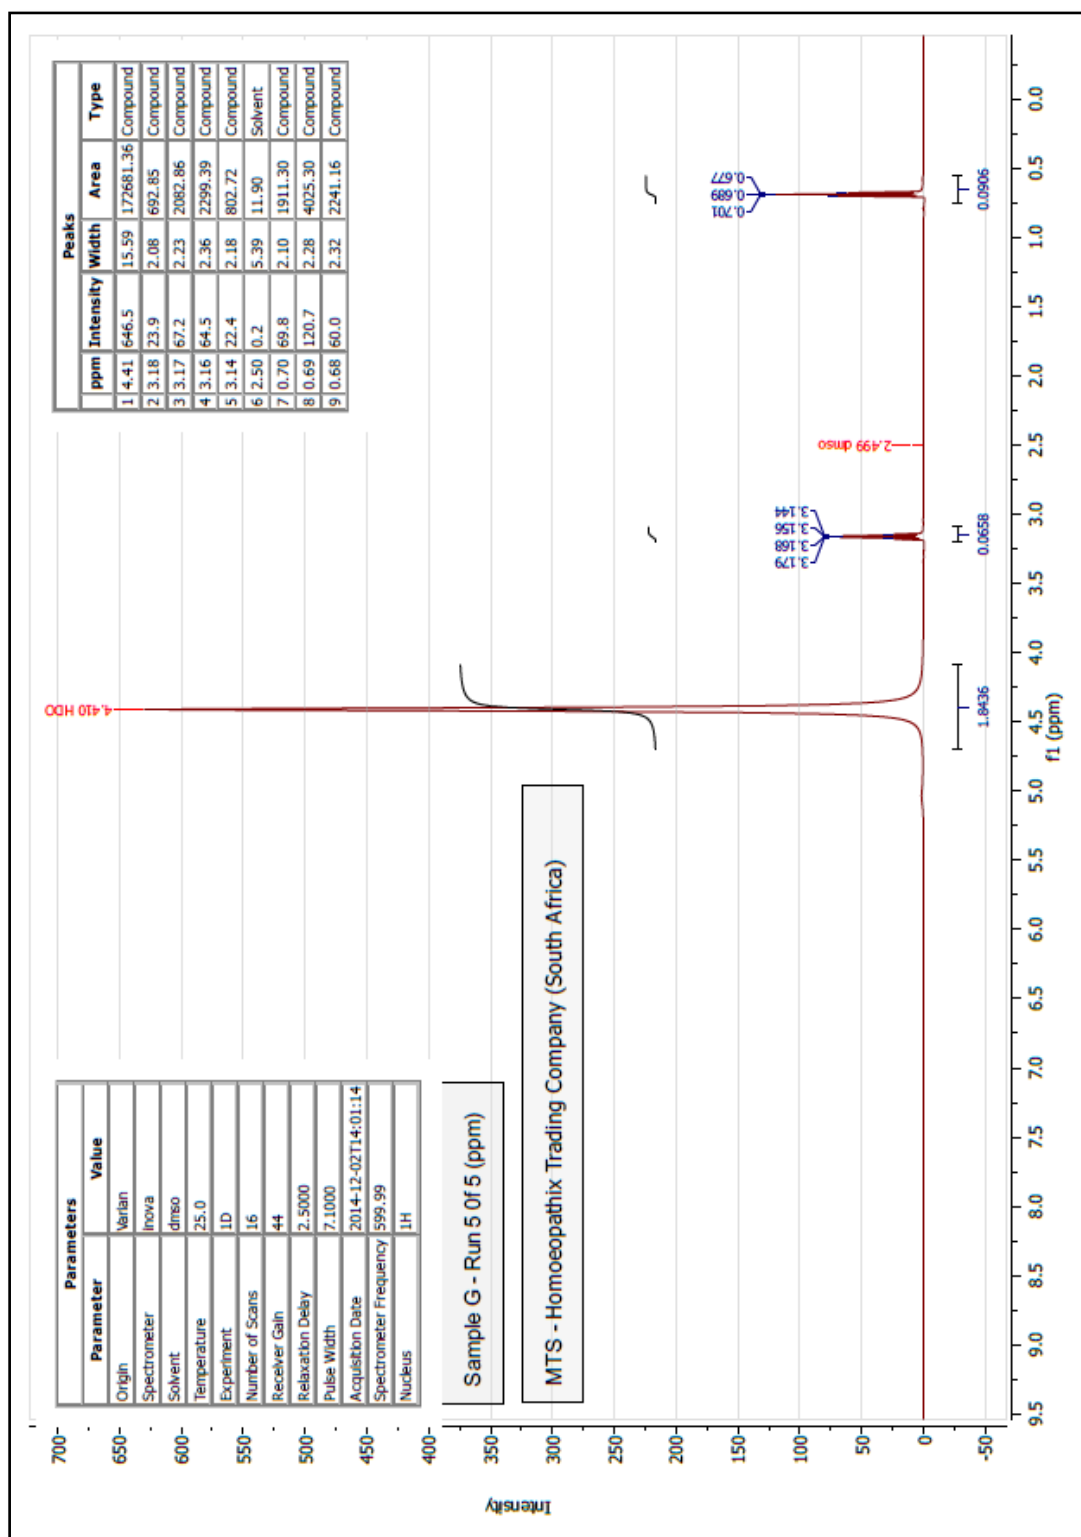 Parameters
Parameter Value
Origin Varian
Spectrometer inova
Solvent dmso
Temperature 25.0
Experiment 1D
Number of Scans 16
Receiver Gain 44
Relaxation Delay 2.5000
Pulse Width 7.1000
Acquisition Date 2014-12-02T14:01:14
Spectrometer Frequency 599.99
Nucleus 1H
Peaks
ppm Intensity Width Area Type
1 4.41 646.5 15.59 172681.36 Compound
2 3.18 23.9 2.08 692.85 Compound
3 3.17 67.2 2.23 2082.86 Compound
4 3.16 64.5 2.36 2299.39 Compound
5 3.14 22.4 2.18 802.72 Compound
6 2.50 0.2 5.39 11.90 Solvent
7 0.70 69.8 2.10 1911.30 Compound
8 0.69 120.7 2.28 4025.30 Compound
9 0.68 60.0 2.32 2241.16 Compound
Sample G - Run 5 0f 5 (ppm)
MTS - Homoeopathix Trading Company (South Africa)
4.410 HDO
3.179
3.168
3.156
3.144
2.499 dmso
0.701
0.689
0.677
1.8436
0.0658
0.0906
700
650
600
550
500
450
400
350
300
250
200
150
100
50
0
-50
Intensity
9.5 9.0 8.5 8.0 7.5 7.0 6.5 6.0 5.5 5.0 4.5 4.0 3.5 3.0 2.5 2.0 1.5 1.0 0.5 0.0
f1 (ppm)